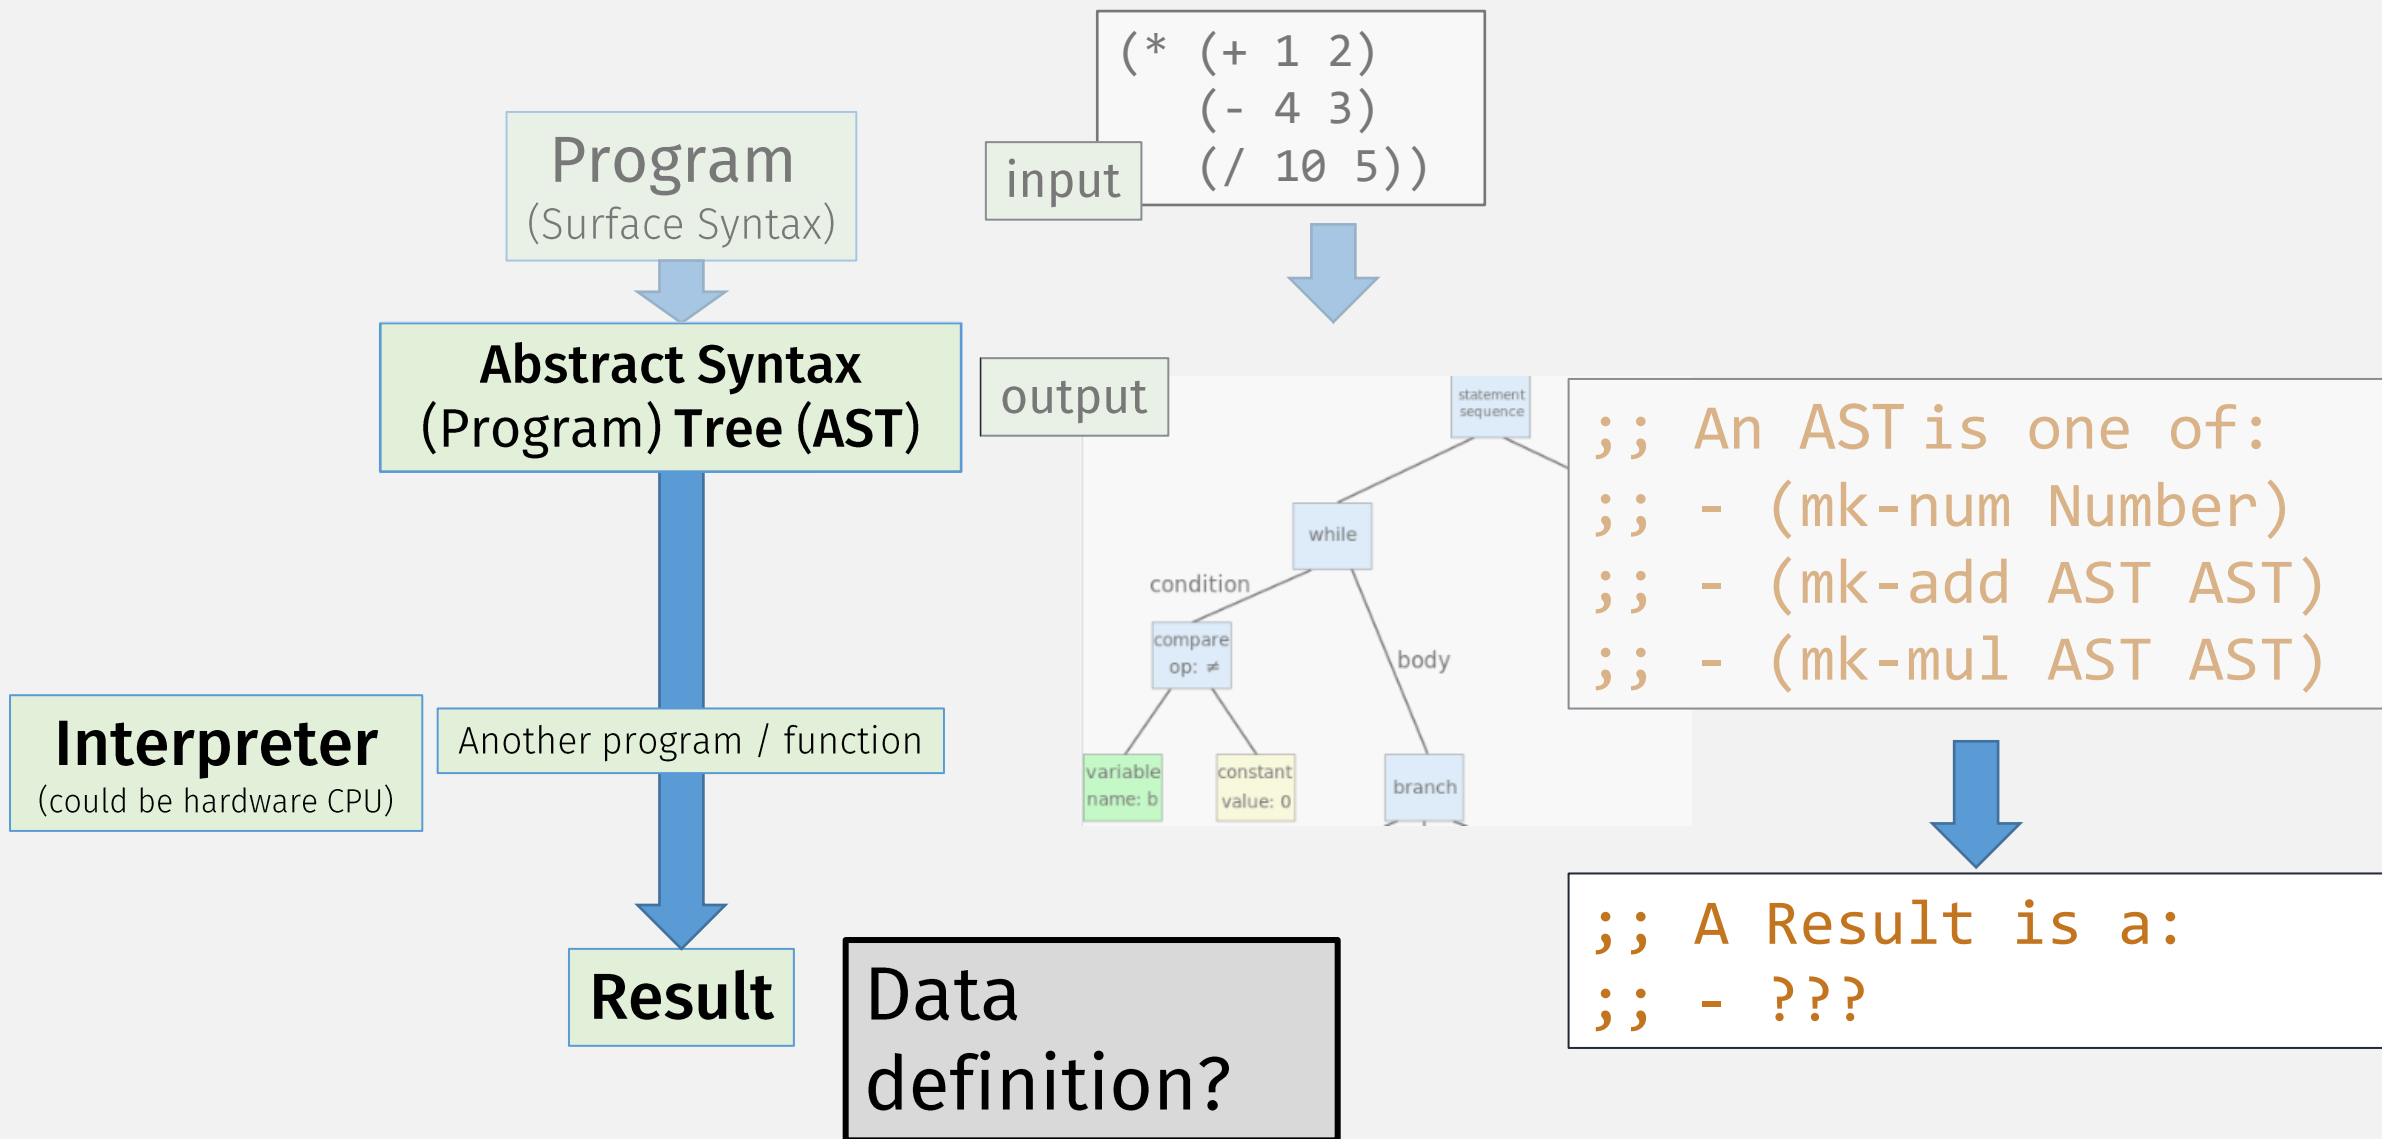 (* (+ 1 2)
(- 4 3)
(/ 10 5))
input
Program
(Surface Syntax)
Abstract Syntax
(Program) Tree (AST)
output
statement
sequence
while
condition
compare
op: ≠
body
variable
name: b
constant
value: 0
branch
;; An AST is one of:
;; - (mk-num Number)
;; - (mk-add AST AST)
;; - (mk-mul AST AST)
Interpreter
(could be hardware CPU)
Another program / function
Result
Data
definition?
;; A Result is a:
;; - ???